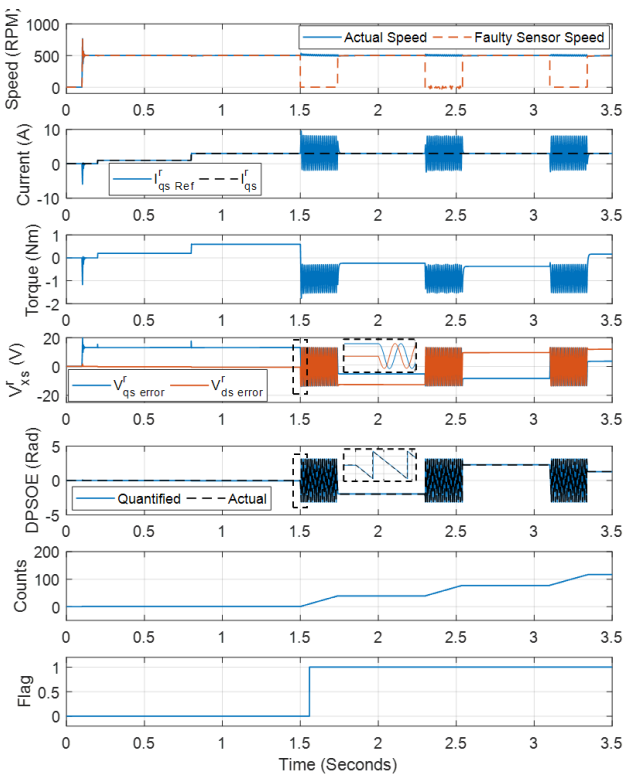 1000
500
0
Speed (RPM)
Actual Speed
Faulty Sensor Speed
0 0.5 1 1.5 2 2.5 3 3.5
10
0
-10
Current (A)
I^r_qs Ref
I^r_qs
0 0.5 1 1.5 2 2.5 3 3.5
1
0
-1
-2
Torque (Nm)
0 0.5 1 1.5 2 2.5 3 3.5
20
0
-20
V^r_xs (V)
V^r_qs error
V^r_ds error
0 0.5 1 1.5 2 2.5 3 3.5
5
0
-5
DPSOE (Rad)
Quantified
Actual
0 0.5 1 1.5 2 2.5 3 3.5
200
100
0
Counts
0 0.5 1 1.5 2 2.5 3 3.5
1
0.5
0
Flag
0 0.5 1 1.5 2 2.5 3 3.5
Time (Seconds)